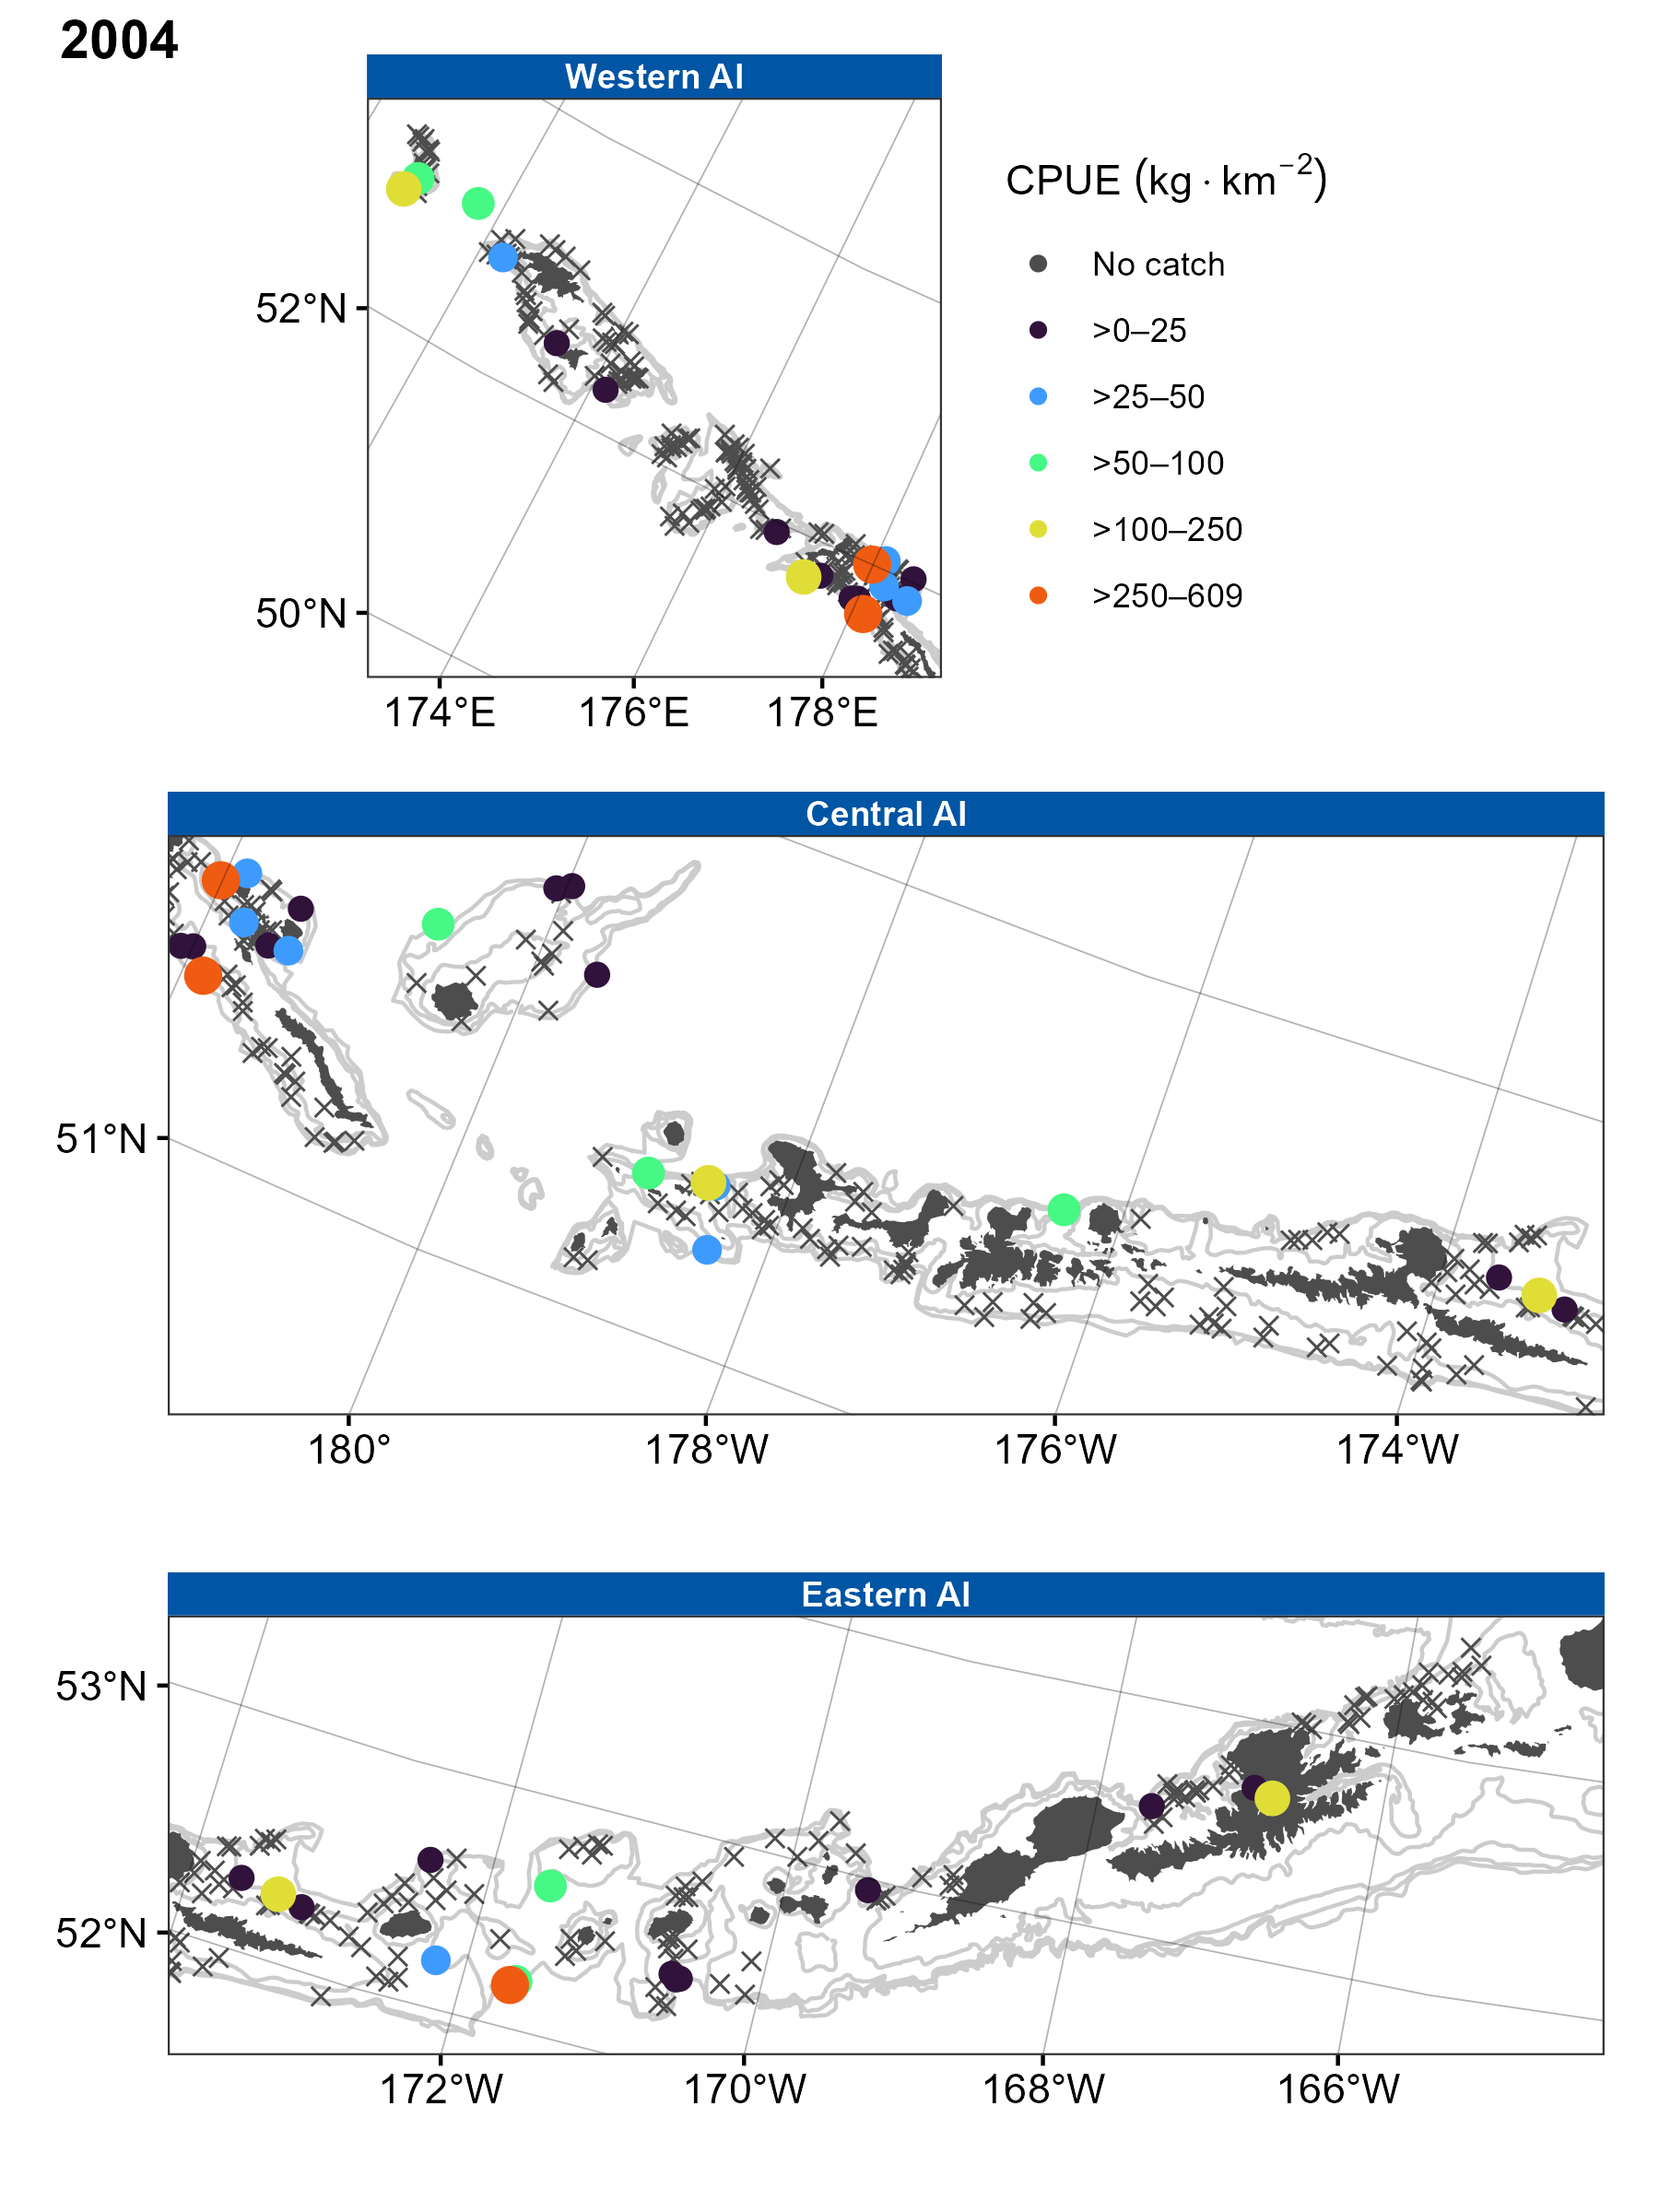 2004
Western AI
CPUE (kg · km⁻²)
No catch
>0–25
>25–50
>50–100
>100–250
>250–609
52°N
50°N
174°E
176°E
178°E
Central AI
51°N
180°
178°W
176°W
174°W
Eastern AI
53°N
52°N
172°W
170°W
168°W
166°W